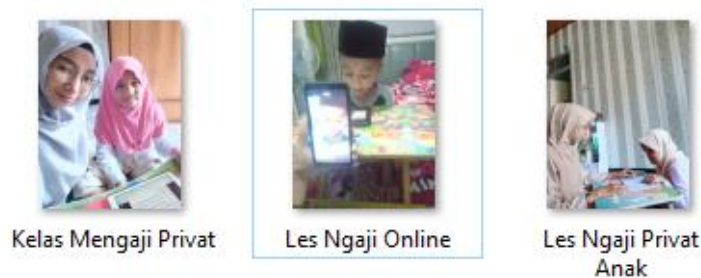 Kelas Mengaji Privat
Les Ngaji Online
Les Ngaji Privat
Anak